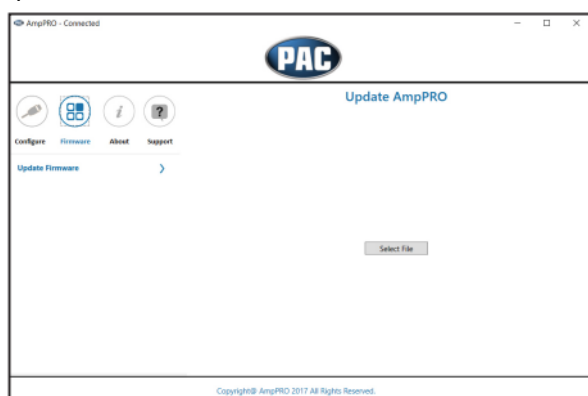 AmpPRO - Connected
PAC
Update AmpPRO
Configure Firmware About Support
Update Firmware
Select File
Copyright@ AmpPRO 2017 All Rights Reserved.